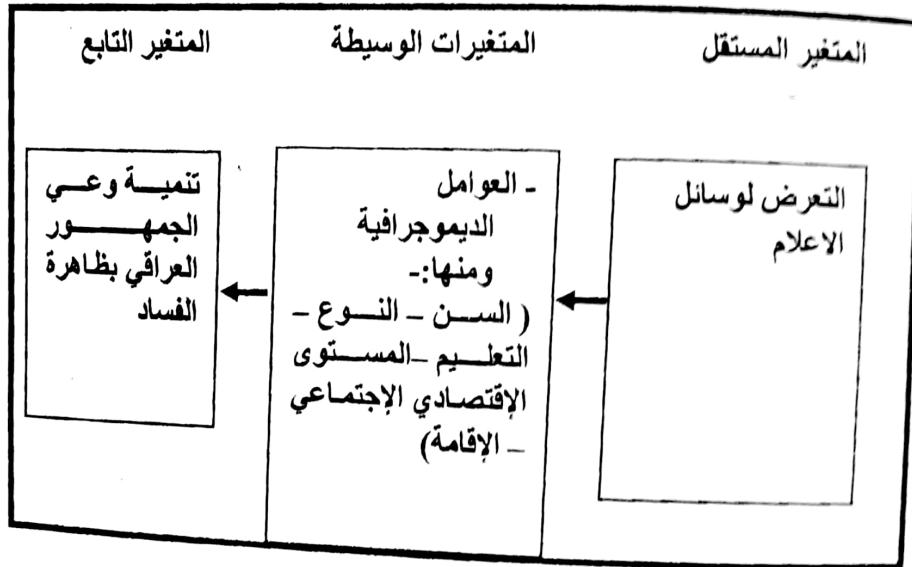 المتغير المستقل
المتغيرات الوسيطة
المتغير التابع
التعرض لوسائل
الاعلام
- العوامل
الديموجرافية
ومنها:-
( السن – النوع –
التعليم –المستوى
الإقتصادي الإجتماعي
– الإقامة)
تنمية وعي
الجمهور
العراقي بظاهرة
الفساد